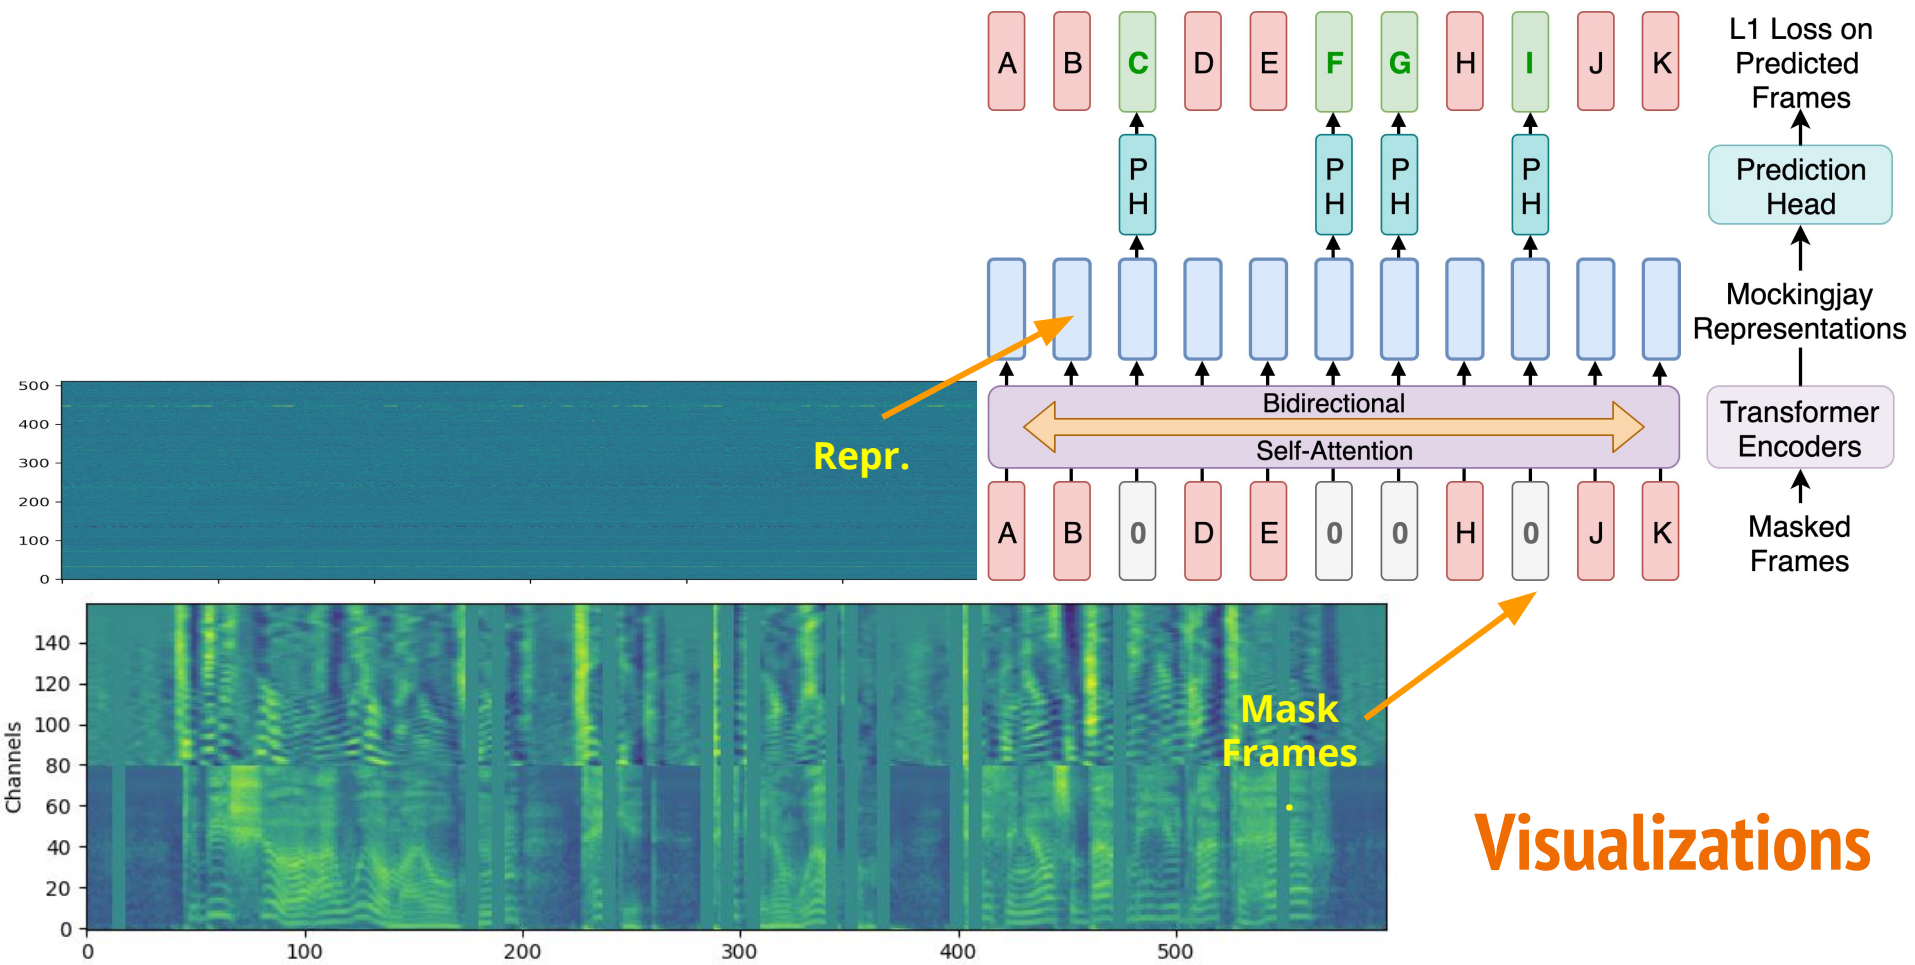 A B C D E F G H I J K
L1 Loss on
Predicted
Frames
P P P P
H H H H
Prediction
Head
Mockingjay
Representations
Bidirectional
Self-Attention
Transformer
Encoders
A B 0 D E 0 0 H 0 J K
Masked
Frames
500
400
300
200
100
0
Repr.
Mask
Frames
Channels
140
120
100
80
60
40
20
0
0 100 200 300 400 500
Visualizations